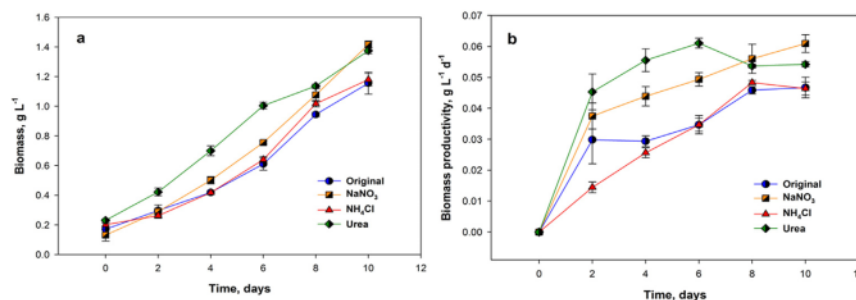 a
Biomass, g L⁻¹
1.6
1.4
1.2
1.0
0.8
0.6
0.4
0.2
0.0
Original
NaNO₃
NH₄Cl
Urea
0 2 4 6 8 10 12
Time, days
b
Biomass productivity, g L⁻¹ d⁻¹
0.07
0.06
0.05
0.04
0.03
0.02
0.01
0.00
Original
NaNO₃
NH₄Cl
Urea
0 2 4 6 8 10
Time, days